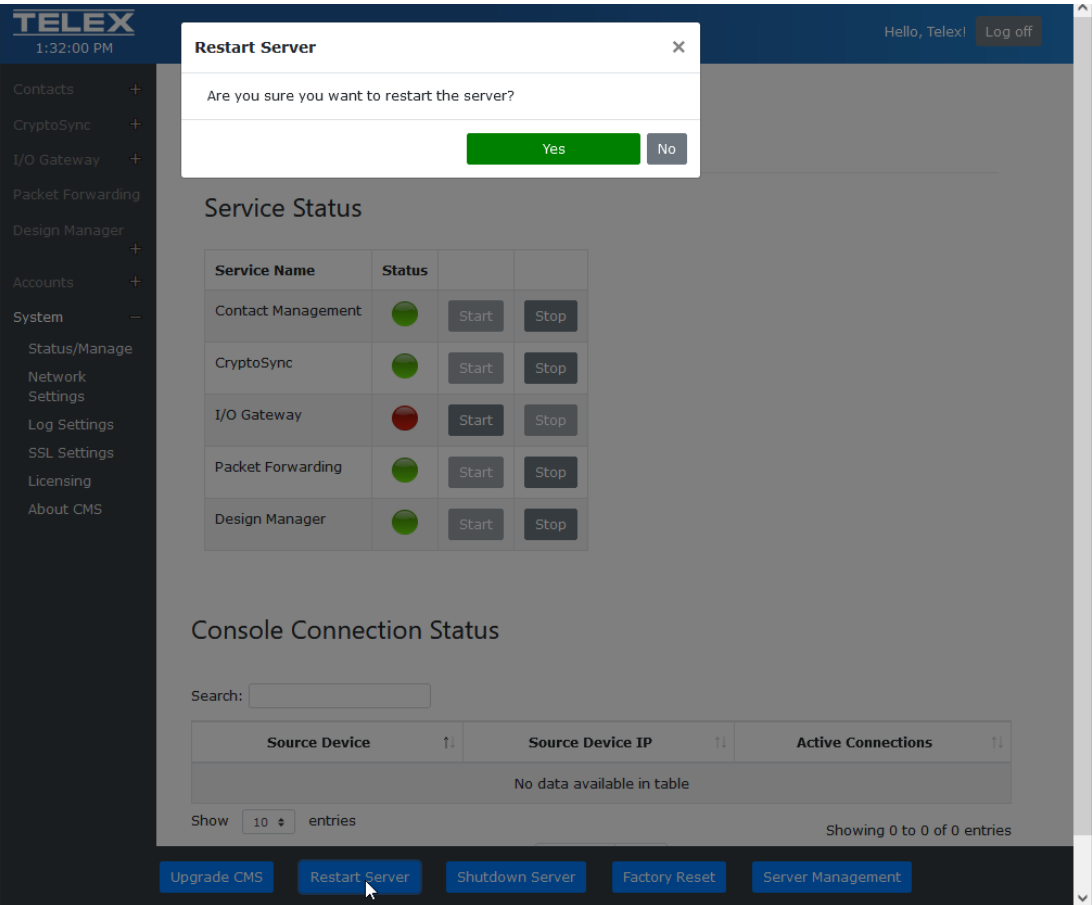 TELEX
1:32:00 PM
Hello, Telex! Log off
Restart Server ×
Are you sure you want to restart the server?
Yes No
Contacts +
CryptoSync +
I/O Gateway +
Packet Forwarding
Design Manager
+
Accounts +
System −
Status/Manage
Network
Settings
Log Settings
SSL Settings
Licensing
About CMS
Service Status
Service Name Status
Contact Management Start Stop
CryptoSync Start Stop
I/O Gateway Start Stop
Packet Forwarding Start Stop
Design Manager Start Stop
Console Connection Status
Search:
Source Device ↑↓ Source Device IP ↑↓ Active Connections ↑↓
No data available in table
Show 10 entries
Showing 0 to 0 of 0 entries
Upgrade CMS Restart Server Shutdown Server Factory Reset Server Management